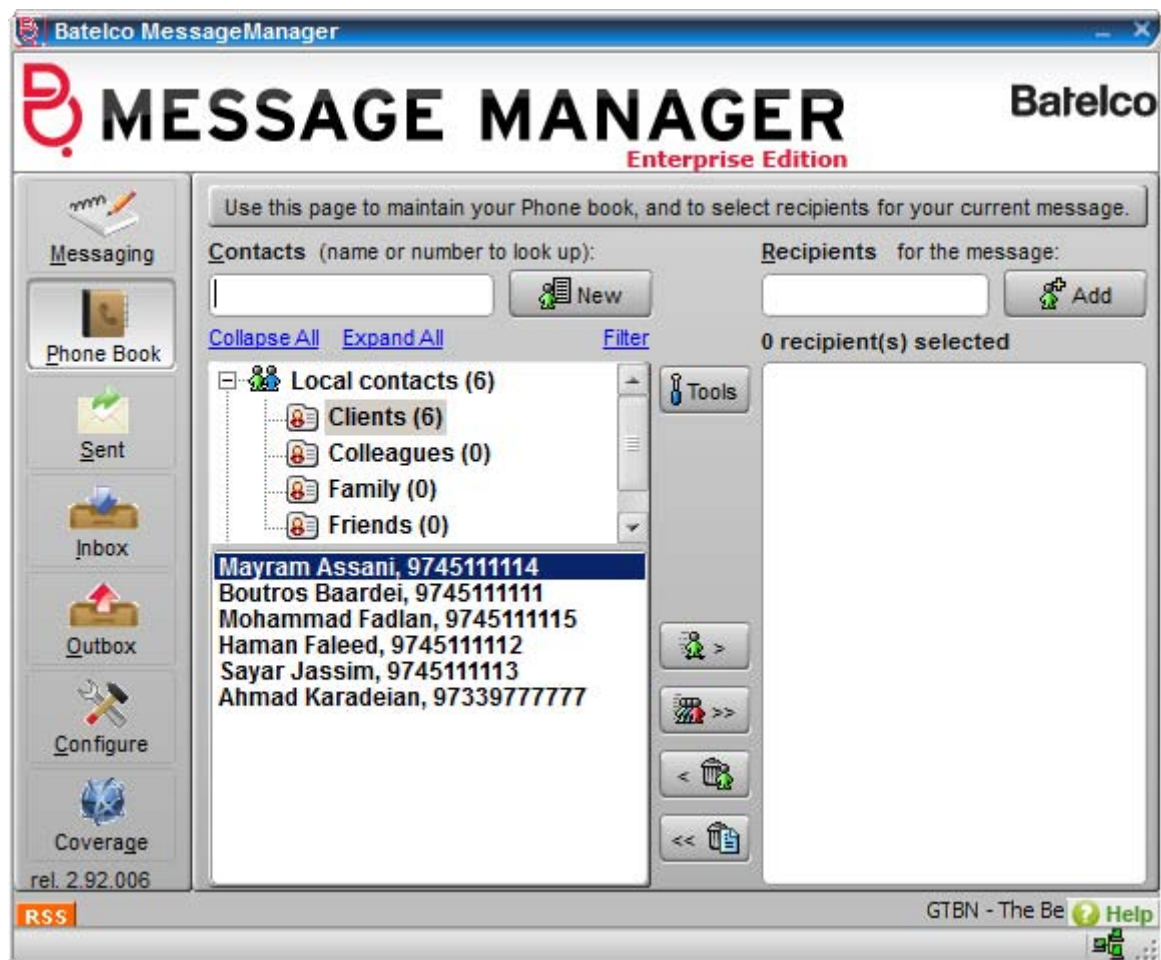 Batelco MessageManager
MESSAGE MANAGER
Enterprise Edition
Batelco
Messaging
Phone Book
Sent
Inbox
Outbox
Configure
Coverage
rel. 2.92.006
Use this page to maintain your Phone book, and to select recipients for your current message.
Contacts (name or number to look up):
New
Collapse All Expand All Filter
Local contacts (6)
Clients (6)
Colleagues (0)
Family (0)
Friends (0)
Mayram Assani, 9745111114
Boutros Baardei, 9745111111
Mohammad Fadlan, 9745111115
Haman Faleed, 9745111112
Sayar Jassim, 9745111113
Ahmad Karadeian, 97339777777
Tools
>
>>
<
<<
Recipients for the message:
Add
0 recipient(s) selected
RSS
GTBN - The Be
Help